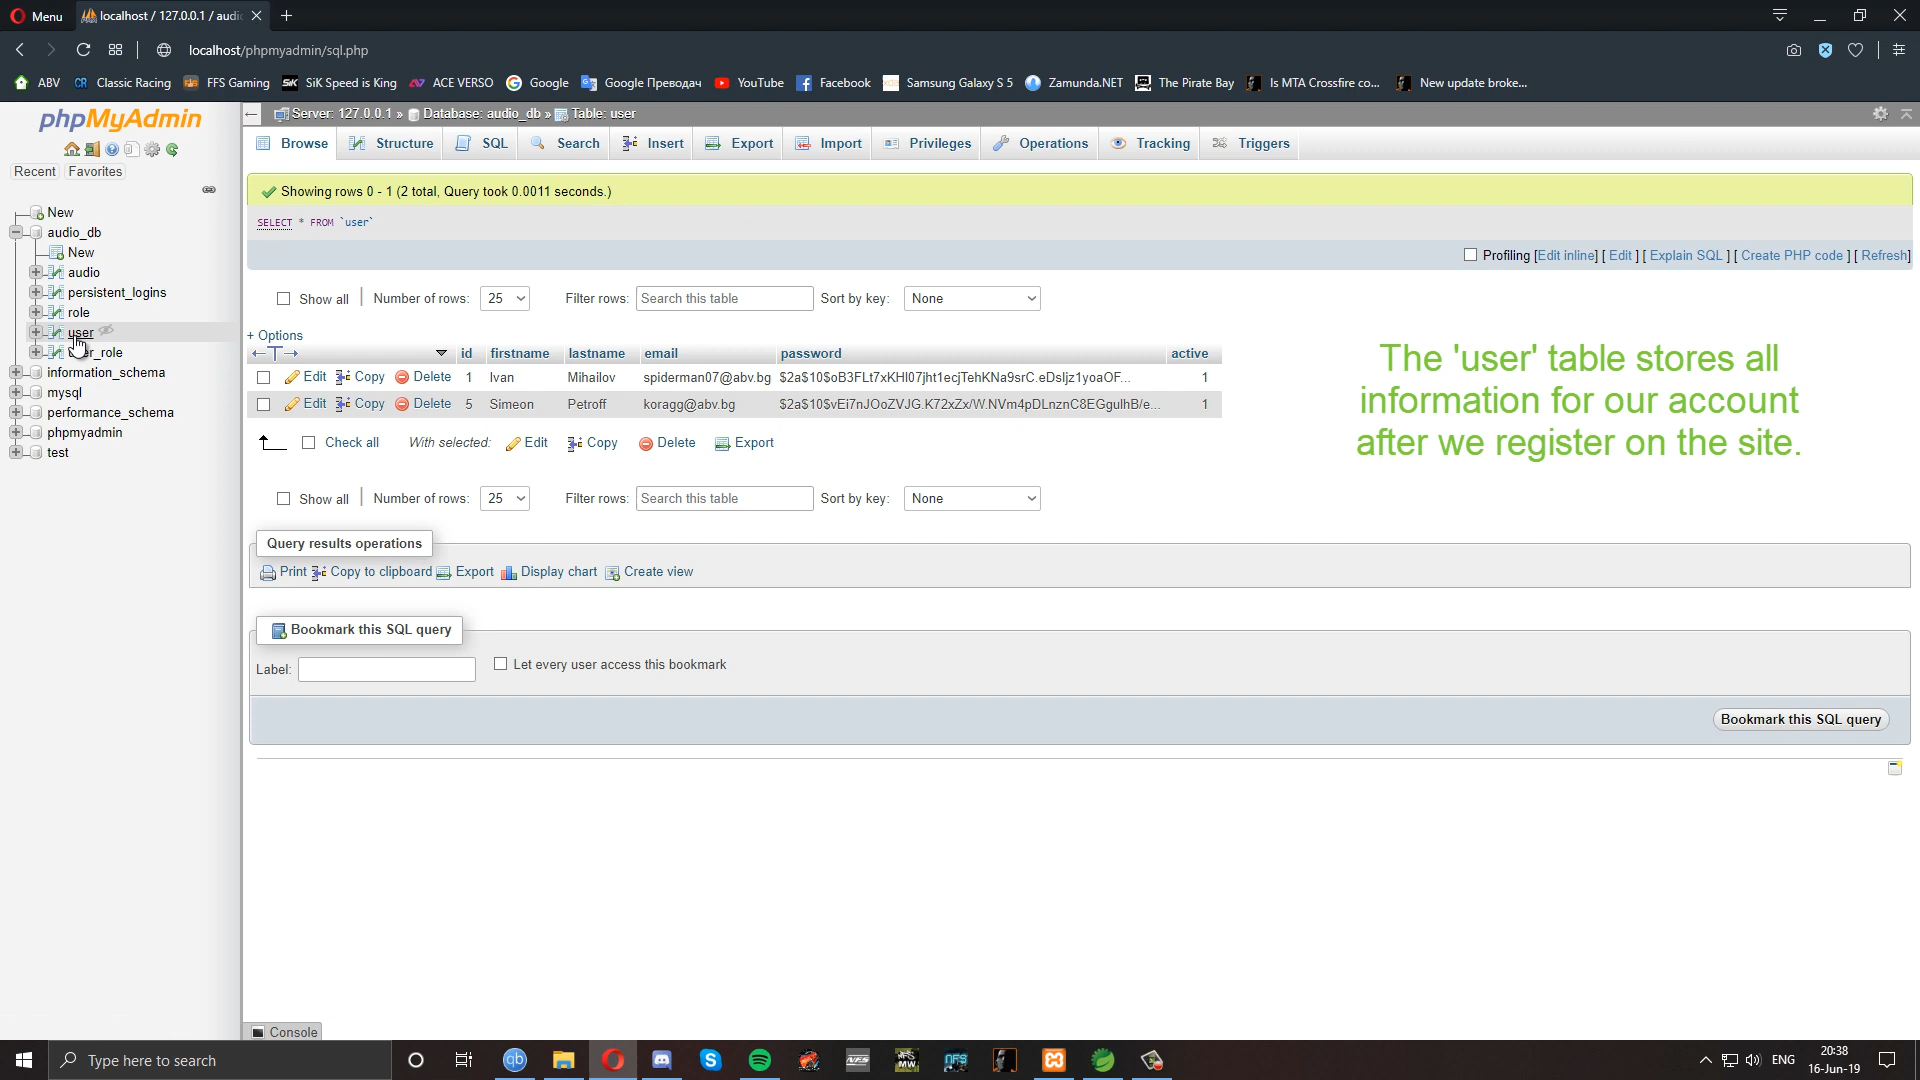 Menu
localhost / 127.0.0.1 / audi
localhost/phpmyadmin/sql.php
ABV
CR Classic Racing
FFS Gaming
SiK SiK Speed is King
ACE VERSO
Google
Google Преводач
YouTube
Facebook
Samsung Galaxy S 5
Zamunda.NET
The Pirate Bay
Is MTA Crossfire co...
New update broke...
phpMyAdmin
Recent
Favorites
New
audio_db
New
audio
persistent_logins
role
user
information_schema
mysql
performance_schema
phpmyadmin
test
Server: 127.0.0.1 » Database: audio_db » Table: user
Browse
Structure
SQL
Search
Insert
Export
Import
Privileges
Operations
Tracking
Triggers
Showing rows 0 - 1 (2 total, Query took 0.0011 seconds.)
SELECT * FROM `user`
Profiling [Edit inline] [ Edit ] [ Explain SQL ] [ Create PHP code ] [ Refresh]
Show all
Number of rows: 25
Filter rows: Search this table
Sort by key: None
+ Options
id firstname lastname email password active
Edit Copy Delete 1 Ivan Mihailov spiderman07@abv.bg $2a$10$oB3FLt7xKHl07jht1ecjTehKNa9srC.eDsljz1yoaOF... 1
Edit Copy Delete 5 Simeon Petroff koragg@abv.bg $2a$10$vEi7nJOoZVJG.K72xZx/W.NVm4pDLnznC8EGgulhB/e... 1
Check all With selected: Edit Copy Delete Export
Show all
Number of rows: 25
Filter rows: Search this table
Sort by key: None
The 'user' table stores all
information for our account
after we register on the site.
Query results operations
Print Copy to clipboard Export Display chart Create view
Bookmark this SQL query
Label:
Let every user access this bookmark
Bookmark this SQL query
Console
Type here to search
qb
NFS
MW
NFS
ENG
20:38
16-Jun-19